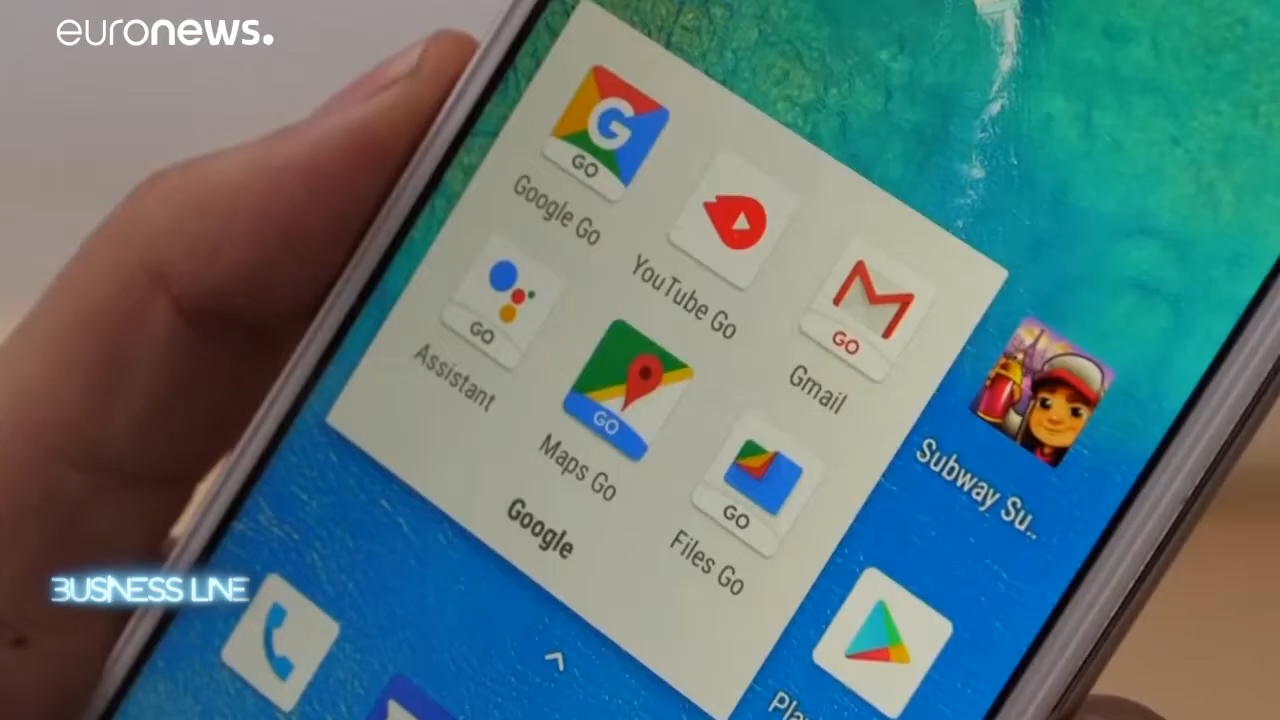 euronews.
G
GO
Google Go
YouTube Go
GO
Gmail
GO
Assistant
GO
Maps Go
GO
Files Go
Google
Subway Su..
BUSINESS LINE